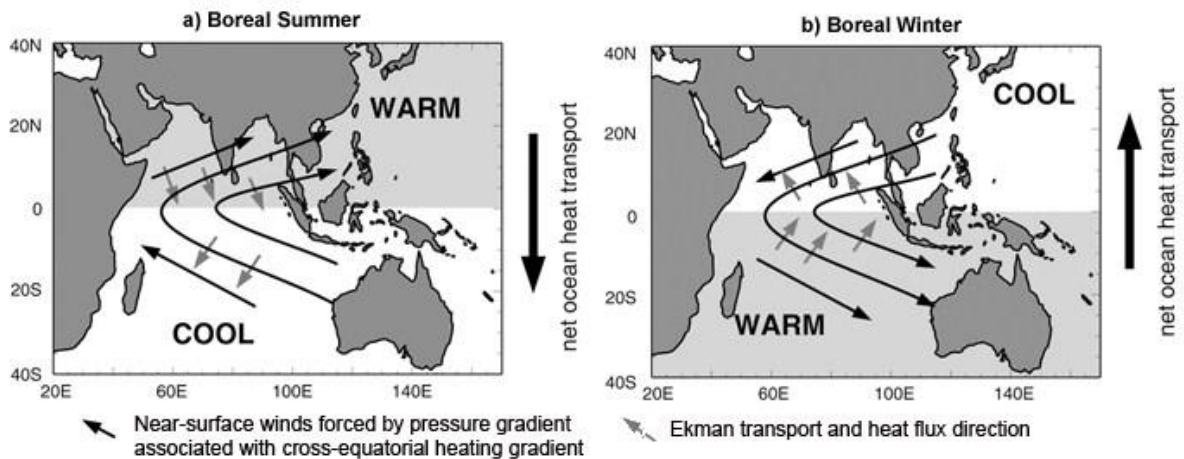 a) Boreal Summer
40N
20N
0
20S
40S
20E
60E
100E
140E
WARM
COOL
net ocean heat transport
b) Boreal Winter
40N
20N
0
20S
40S
20E
60E
100E
140E
COOL
WARM
net ocean heat transport
Near-surface winds forced by pressure gradient
associated with cross-equatorial heating gradient
Ekman transport and heat flux direction